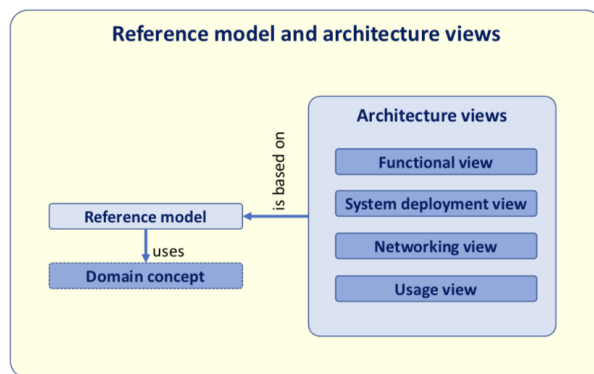 Reference model and architecture views
Architecture views
Functional view
System deployment view
Networking view
Usage view
is based on
Reference model
uses
Domain concept